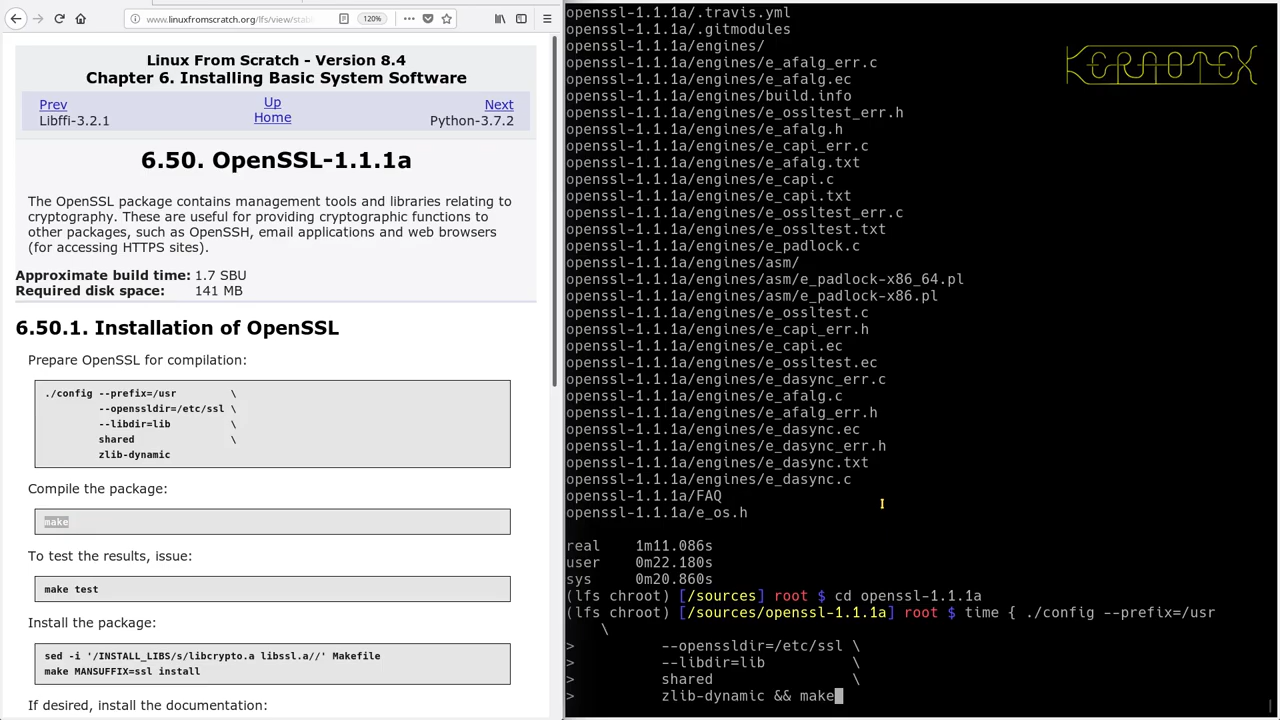 www.linuxfromscratch.org/lfs/view/stab
120%
Linux From Scratch - Version 8.4
Chapter 6. Installing Basic System Software
Prev
Up
Next
Libffi-3.2.1
Home
Python-3.7.2
6.50. OpenSSL-1.1.1a
The OpenSSL package contains management tools and libraries relating to
cryptography. These are useful for providing cryptographic functions to
other packages, such as OpenSSH, email applications and web browsers
(for accessing HTTPS sites).
Approximate build time: 1.7 SBU
Required disk space: 141 MB
6.50.1. Installation of OpenSSL
Prepare OpenSSL for compilation:
./config --prefix=/usr \
--openssldir=/etc/ssl \
--libdir=lib \
shared \
zlib-dynamic
Compile the package:
make
To test the results, issue:
make test
Install the package:
sed -i '/INSTALL_LIBS/s/libcrypto.a libssl.a//' Makefile
make MANSUFFIX=ssl install
If desired, install the documentation:
openssl-1.1.1a/.travis.yml
openssl-1.1.1a/.gitmodules
openssl-1.1.1a/engines/
openssl-1.1.1a/engines/e_afalg_err.c
openssl-1.1.1a/engines/e_afalg.ec
openssl-1.1.1a/engines/build.info
openssl-1.1.1a/engines/e_ossltest_err.h
openssl-1.1.1a/engines/e_afalg.h
openssl-1.1.1a/engines/e_capi_err.c
openssl-1.1.1a/engines/e_afalg.txt
openssl-1.1.1a/engines/e_capi.c
openssl-1.1.1a/engines/e_capi.txt
openssl-1.1.1a/engines/e_ossltest_err.c
openssl-1.1.1a/engines/e_ossltest.txt
openssl-1.1.1a/engines/e_padlock.c
openssl-1.1.1a/engines/asm/
openssl-1.1.1a/engines/asm/e_padlock-x86_64.pl
openssl-1.1.1a/engines/asm/e_padlock-x86.pl
openssl-1.1.1a/engines/e_ossltest.c
openssl-1.1.1a/engines/e_capi_err.h
openssl-1.1.1a/engines/e_capi.ec
openssl-1.1.1a/engines/e_ossltest.ec
openssl-1.1.1a/engines/e_dasync_err.c
openssl-1.1.1a/engines/e_afalg.c
openssl-1.1.1a/engines/e_afalg_err.h
openssl-1.1.1a/engines/e_dasync.ec
openssl-1.1.1a/engines/e_dasync_err.h
openssl-1.1.1a/engines/e_dasync.txt
openssl-1.1.1a/engines/e_dasync.c
openssl-1.1.1a/FAQ
openssl-1.1.1a/e_os.h
real 1m11.086s
user 0m22.180s
sys 0m20.860s
(lfs chroot) [/sources] root $ cd openssl-1.1.1a
(lfs chroot) [/sources/openssl-1.1.1a] root $ time { ./config --prefix=/usr
\
> --openssldir=/etc/ssl \
> --libdir=lib \
> shared \
> zlib-dynamic && make